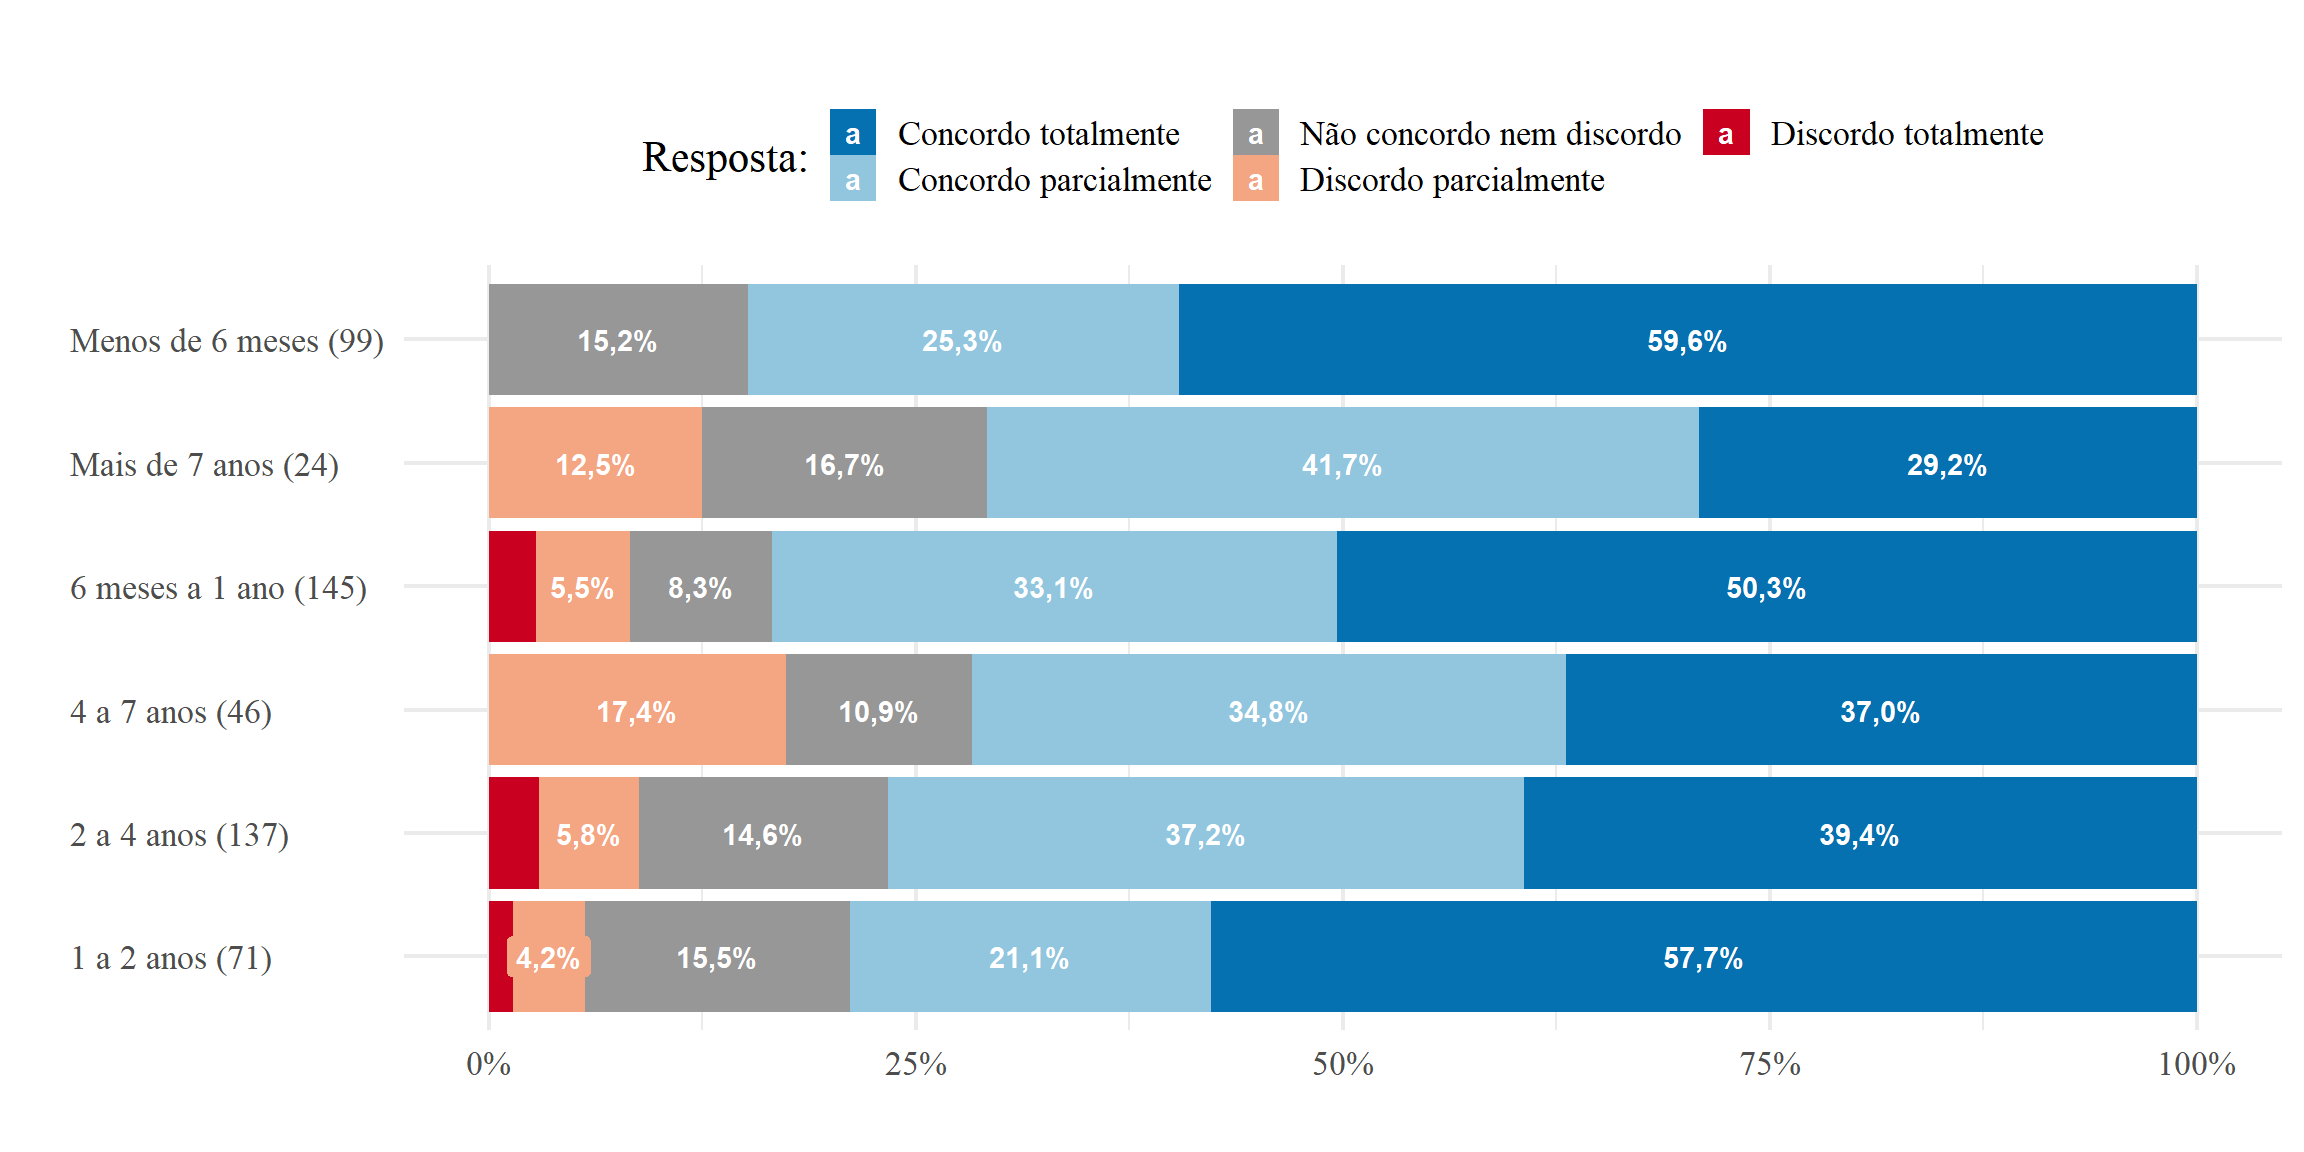 Resposta:
a Concordo totalmente
a Concordo parcialmente
a Não concordo nem discordo
a Discordo parcialmente
a Discordo totalmente
Menos de 6 meses (99) 15,2% 25,3% 59,6%
Mais de 7 anos (24) 12,5% 16,7% 41,7% 29,2%
6 meses a 1 ano (145) 5,5% 8,3% 33,1% 50,3%
4 a 7 anos (46) 17,4% 10,9% 34,8% 37,0%
2 a 4 anos (137) 5,8% 14,6% 37,2% 39,4%
1 a 2 anos (71) 4,2% 15,5% 21,1% 57,7%
0% 25% 50% 75% 100%